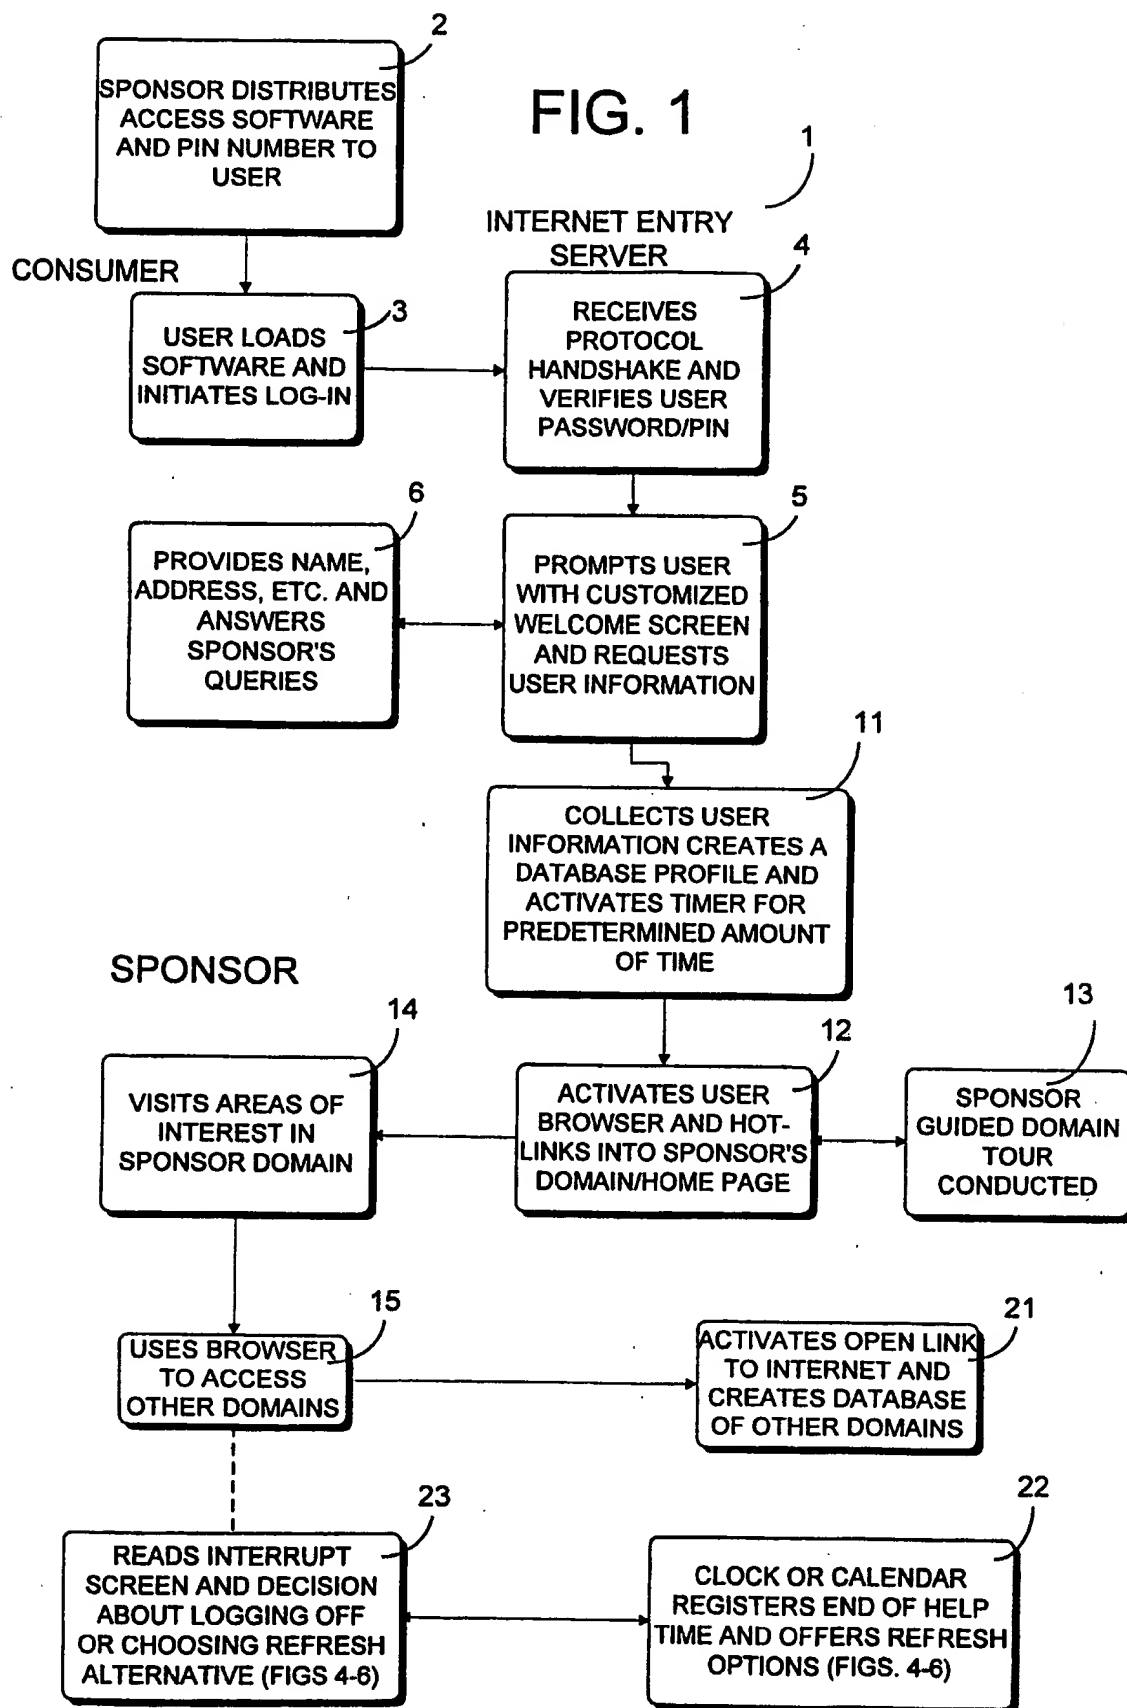 2
SPONSOR DISTRIBUTES
ACCESS SOFTWARE
AND PIN NUMBER TO
USER
FIG. 1
1
INTERNET ENTRY
SERVER
CONSUMER
3
USER LOADS
SOFTWARE AND
INITIATES LOG-IN
4
RECEIVES
PROTOCOL
HANDSHAKE AND
VERIFIES USER
PASSWORD/PIN
6
PROVIDES NAME,
ADDRESS, ETC. AND
ANSWERS
SPONSOR'S
QUERIES
5
PROMPTS USER
WITH CUSTOMIZED
WELCOME SCREEN
AND REQUESTS
USER INFORMATION
11
COLLECTS USER
INFORMATION CREATES A
DATABASE PROFILE AND
ACTIVATES TIMER FOR
PREDETERMINED AMOUNT
OF TIME
SPONSOR
14
VISITS AREAS OF
INTEREST IN
SPONSOR DOMAIN
12
ACTIVATES USER
BROWSER AND HOT-
LINKS INTO SPONSOR'S
DOMAIN/HOME PAGE
13
SPONSOR
GUIDED DOMAIN
TOUR
CONDUCTED
15
USES BROWSER
TO ACCESS
OTHER DOMAINS
21
ACTIVATES OPEN LINK
TO INTERNET AND
CREATES DATABASE
OF OTHER DOMAINS
23
READS INTERRUPT
SCREEN AND DECISION
ABOUT LOGGING OFF
OR CHOOSING REFRESH
ALTERNATIVE (FIGS 4-6)
22
CLOCK OR CALENDAR
REGISTERS END OF HELP
TIME AND OFFERS REFRESH
OPTIONS (FIGS. 4-6)